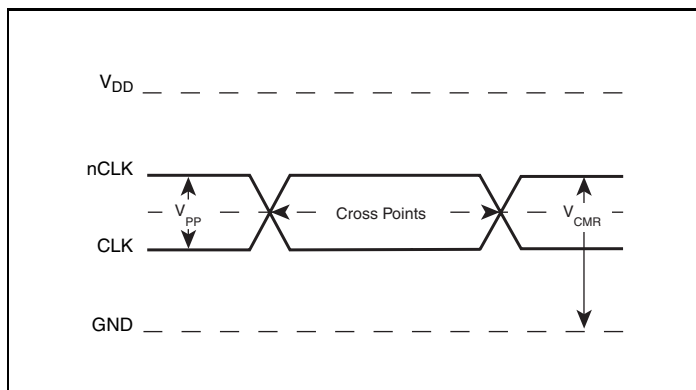 VDD
nCLK
VPP
Cross Points
VCMR
CLK
GND